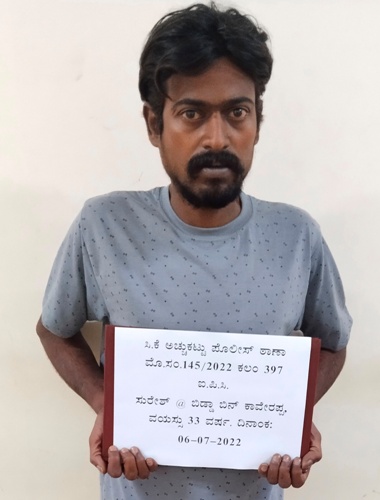 ಸಿ.ಕೆ ಅಚ್ಚುಕಟ್ಟು ಪೊಲೀಸ್ ಠಾಣಾ
ಮೊ.ಸಂ.145/2022 ಕಲಂ 397
ಐ.ಪಿ.ಸಿ.
ಸುರೇಶ್ @ ಬಿಡ್ಡಾ ಬಿನ್ ಕಾವೇರಪ್ಪ,
ವಯಸ್ಸು 33 ವರ್ಷ. ದಿನಾಂಕ:
06-07-2022